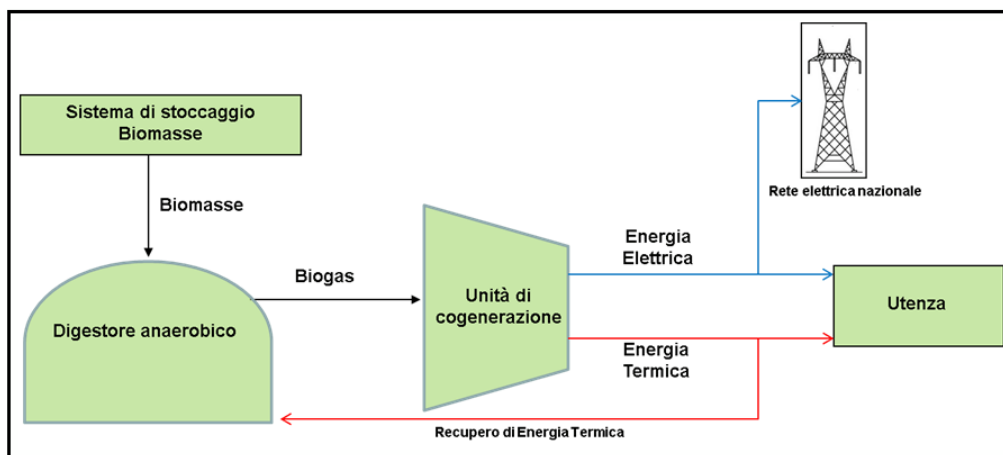 Sistema di stoccaggio
Biomasse
Rete elettrica nazionale
Biomasse
Energia
Elettrica
Biogas
Unità di
cogenerazione
Utenza
Digestore anaerobico
Energia
Termica
Recupero di Energia Termica